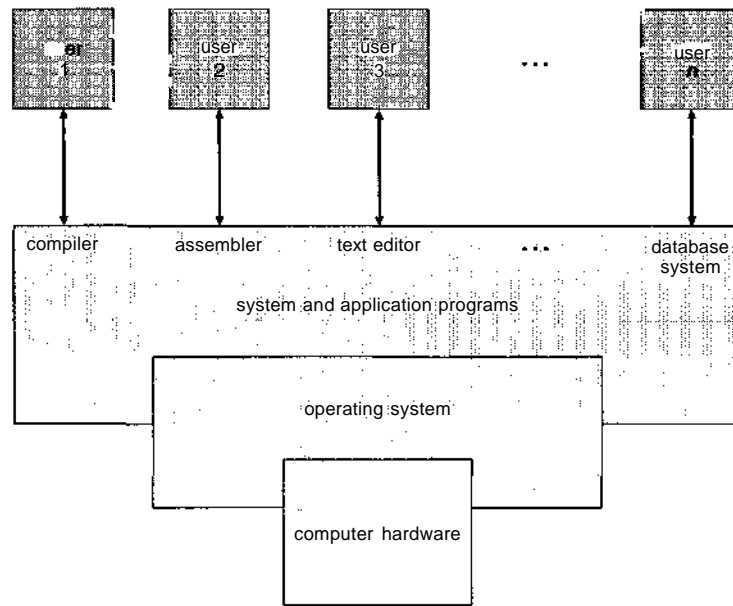 er
1
user
2
user
3
...
user
n
compiler
assembler
text editor
...
database
system
system and application programs
operating system
computer hardware